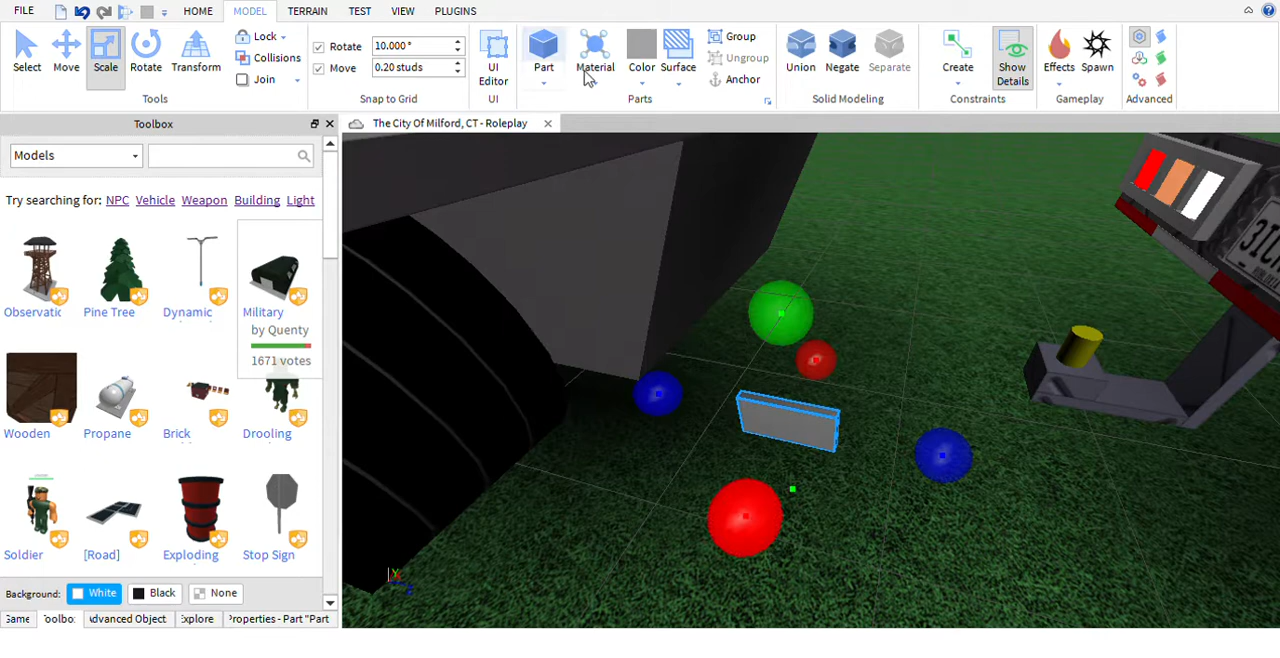 FILE HOME MODEL TERRAIN TEST VIEW PLUGINS
Select Move Scale Rotate Transform
Lock
Collisions
Join
Tools
Rotate 10.000 °
Move 0.20 studs
Snap to Grid
UI Editor
UI
Part Material Color Surface
Group
Ungroup
Anchor
Parts
Union Negate Separate
Solid Modeling
Create Show Details
Constraints
Effects Spawn
Gameplay
Advanced
Toolbox
The City Of Milford, CT - Roleplay
Models
Try searching for: NPC Vehicle Weapon Building Light
Observatic Pine Tree Dynamic Military
by Quenty
1671 votes
Wooden Propane Brick Drooling
Soldier [Road] Exploding Stop Sign
Background: White Black None
Game Toolbo: Advanced Object Explore Properties - Part "Part
Y